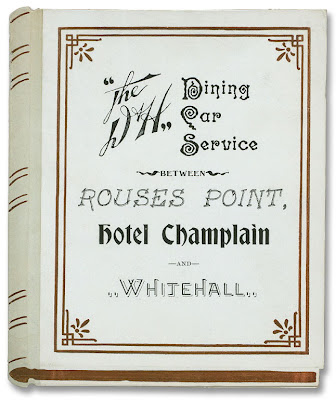 "The
D&H„
Dining
Car
Service
BETWEEN
ROUSES POINT,
Hotel Champlain
—AND—
„WHITEHALL„